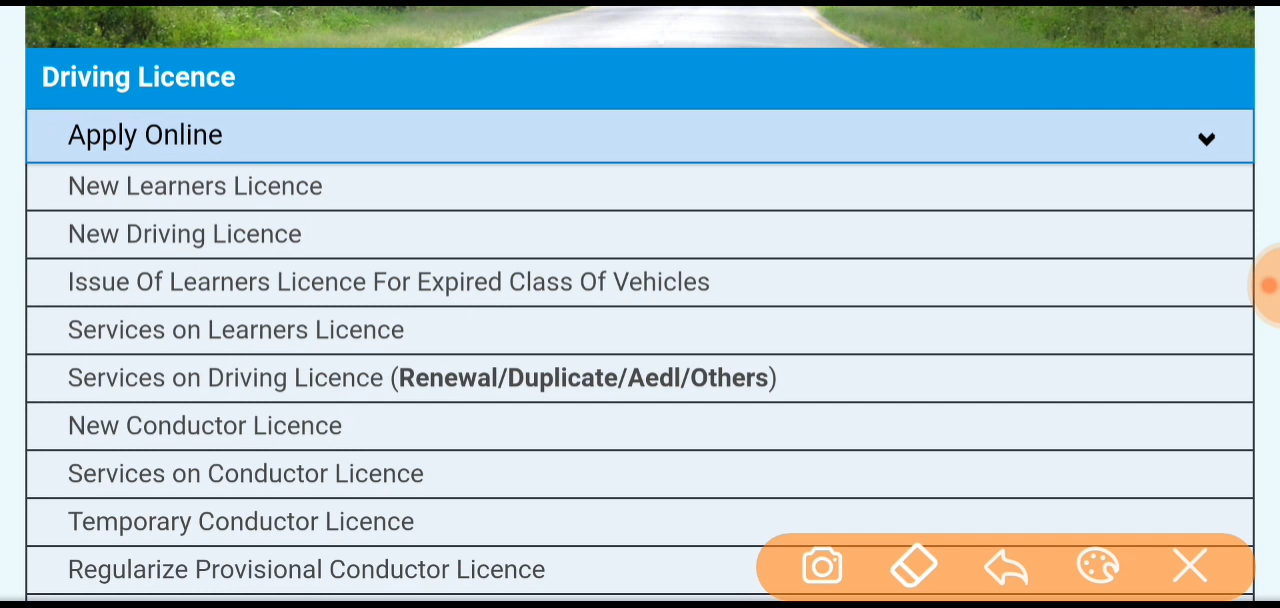 Driving Licence
Apply Online
New Learners Licence
New Driving Licence
Issue Of Learners Licence For Expired Class Of Vehicles
Services on Learners Licence
Services on Driving Licence (Renewal/Duplicate/Aedl/Others)
New Conductor Licence
Services on Conductor Licence
Temporary Conductor Licence
Regularize Provisional Conductor Licence